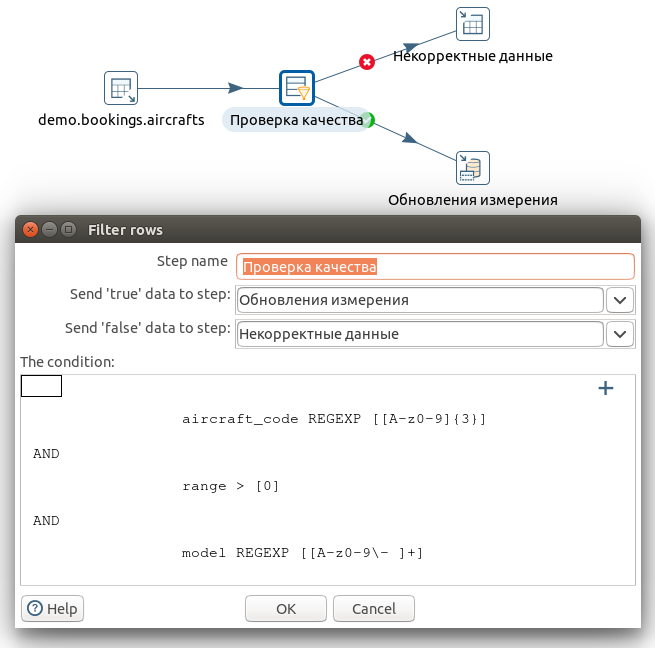 Некорректные данные
demo.bookings.aircrafts
Проверка качества
Обновления измерения
Filter rows
Step name Проверка качества
Send 'true' data to step: Обновления измерения
Send 'false' data to step: Некорректные данные
The condition:
aircraft_code REGEXP [[A-z0-9]{3}]
AND
range > [0]
AND
model REGEXP [[A-z0-9\- ]+]
Help OK Cancel